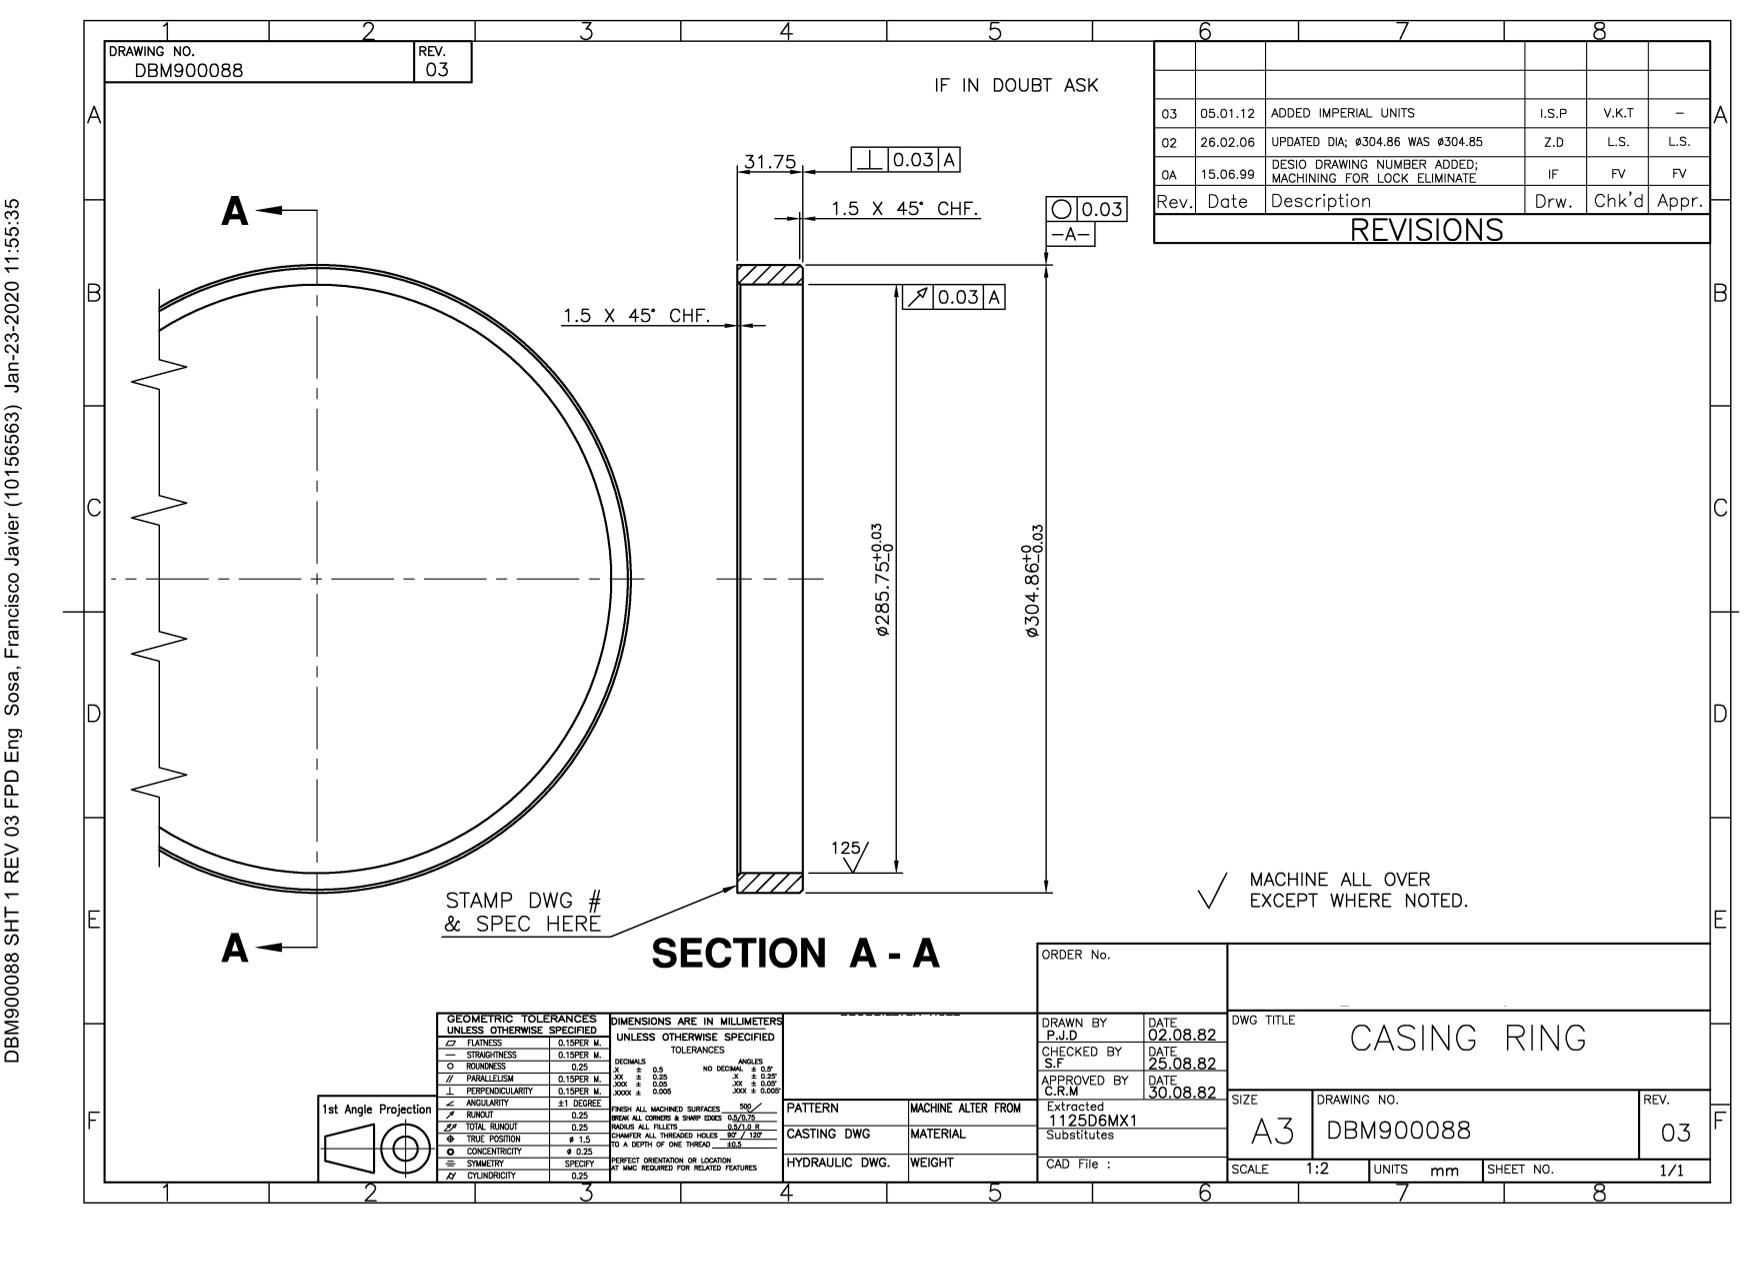 DBM900088 SHT 1 REV 03 FPD Eng Sosa, Francisco Javier (10156563) Jan-23-2020 11:55:35
1 2 3 4 5 6 7 8
DRAWING NO.
DBM900088
REV.
03
IF IN DOUBT ASK
03 05.01.12 ADDED IMPERIAL UNITS I.S.P V.K.T –
02 26.02.06 UPDATED DIA; ø304.86 WAS ø304.85 Z.D L.S. L.S.
0A 15.06.99 DESIO DRAWING NUMBER ADDED;
MACHINING FOR LOCK ELIMINATE IF FV FV
Rev. Date Description Drw. Chk'd Appr.
REVISIONS
A A
B B
C C
D D
E E
F F
31.75
⊥ 0.03 A
1.5 X 45° CHF.
○ 0.03
-A-
A
↗ 0.03 A
1.5 X 45° CHF.
ø285.75+0.03
-0
ø304.86+0
-0.03
125
STAMP DWG #
& SPEC HERE
A
SECTION A - A
√ MACHINE ALL OVER
EXCEPT WHERE NOTED.
1st Angle Projection
GEOMETRIC TOLERANCES
UNLESS OTHERWISE SPECIFIED
FLATNESS 0.15PER M.
STRAIGHTNESS 0.15PER M.
ROUNDNESS 0.25
PARALLELISM 0.15PER M.
PERPENDICULARITY 0.15PER M.
ANGULARITY ±1 DEGREE
RUNOUT 0.25
TOTAL RUNOUT 0.25
TRUE POSITION ø 1.5
CONCENTRICITY ø 0.25
SYMMETRY SPECIFY
CYLINDRICITY 0.25
DIMENSIONS ARE IN MILLIMETERS
UNLESS OTHERWISE SPECIFIED
TOLERANCES
DECIMALS ANGLES
.X ± 0.5 NO DECIMAL ± 0.5°
.XX ± 0.25 .X ± 0.25°
.XXX ± 0.05 .XX ± 0.05°
.XXXX ± 0.005 .XXX ± 0.005°
FINISH ALL MACHINED SURFACES 500
BREAK ALL CORNERS & SHARP EDGES 0.5/0.75
RADIUS ALL FILLETS 0.5/1.0 R
CHAMFER ALL THREADED HOLES 90° / 120°
TO A DEPTH OF ONE THREAD ±0.5
PERFECT ORIENTATION OR LOCATION
AT MMC REQUIRED FOR RELATED FEATURES
PATTERN MACHINE ALTER FROM
CASTING DWG MATERIAL
HYDRAULIC DWG. WEIGHT
ORDER No.
DRAWN BY
P.J.D
DATE
02.08.82
CHECKED BY
S.F
DATE
25.08.82
APPROVED BY
C.R.M
DATE
30.08.82
Extracted
1125D6MX1
Substitutes
CAD File :
DWG TITLE
CASING RING
SIZE
A3
DRAWING NO.
DBM900088
REV.
03
SCALE 1:2 UNITS mm SHEET NO. 1/1
1 2 3 4 5 6 7 8